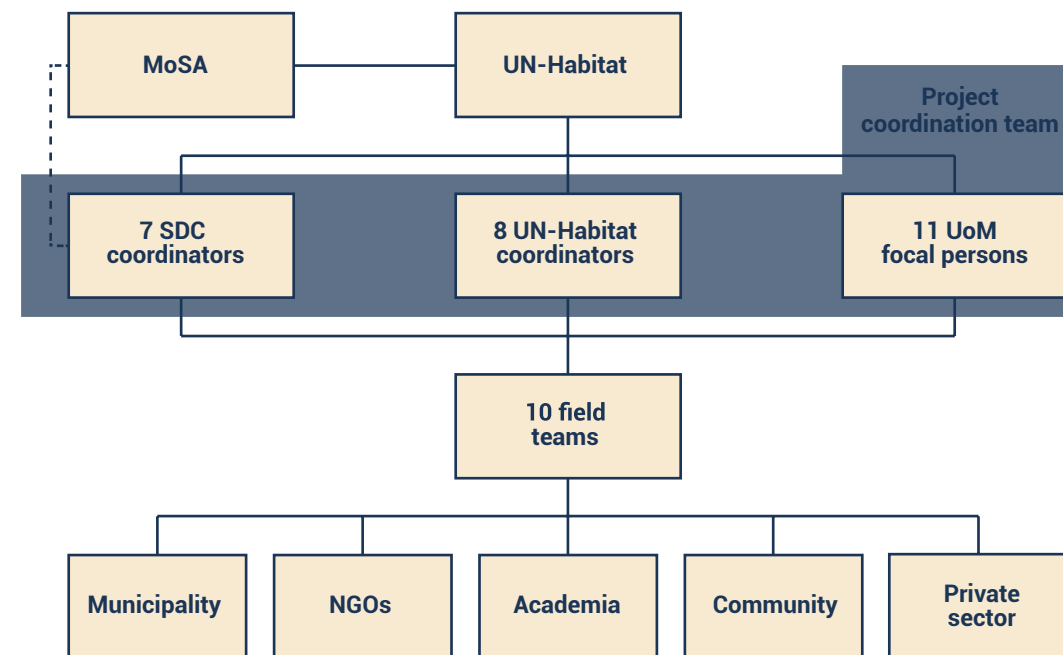 MoSA
UN-Habitat
Project
coordination team
7 SDC
coordinators
8 UN-Habitat
coordinators
11 UoM
focal persons
10 field
teams
Municipality
NGOs
Academia
Community
Private
sector